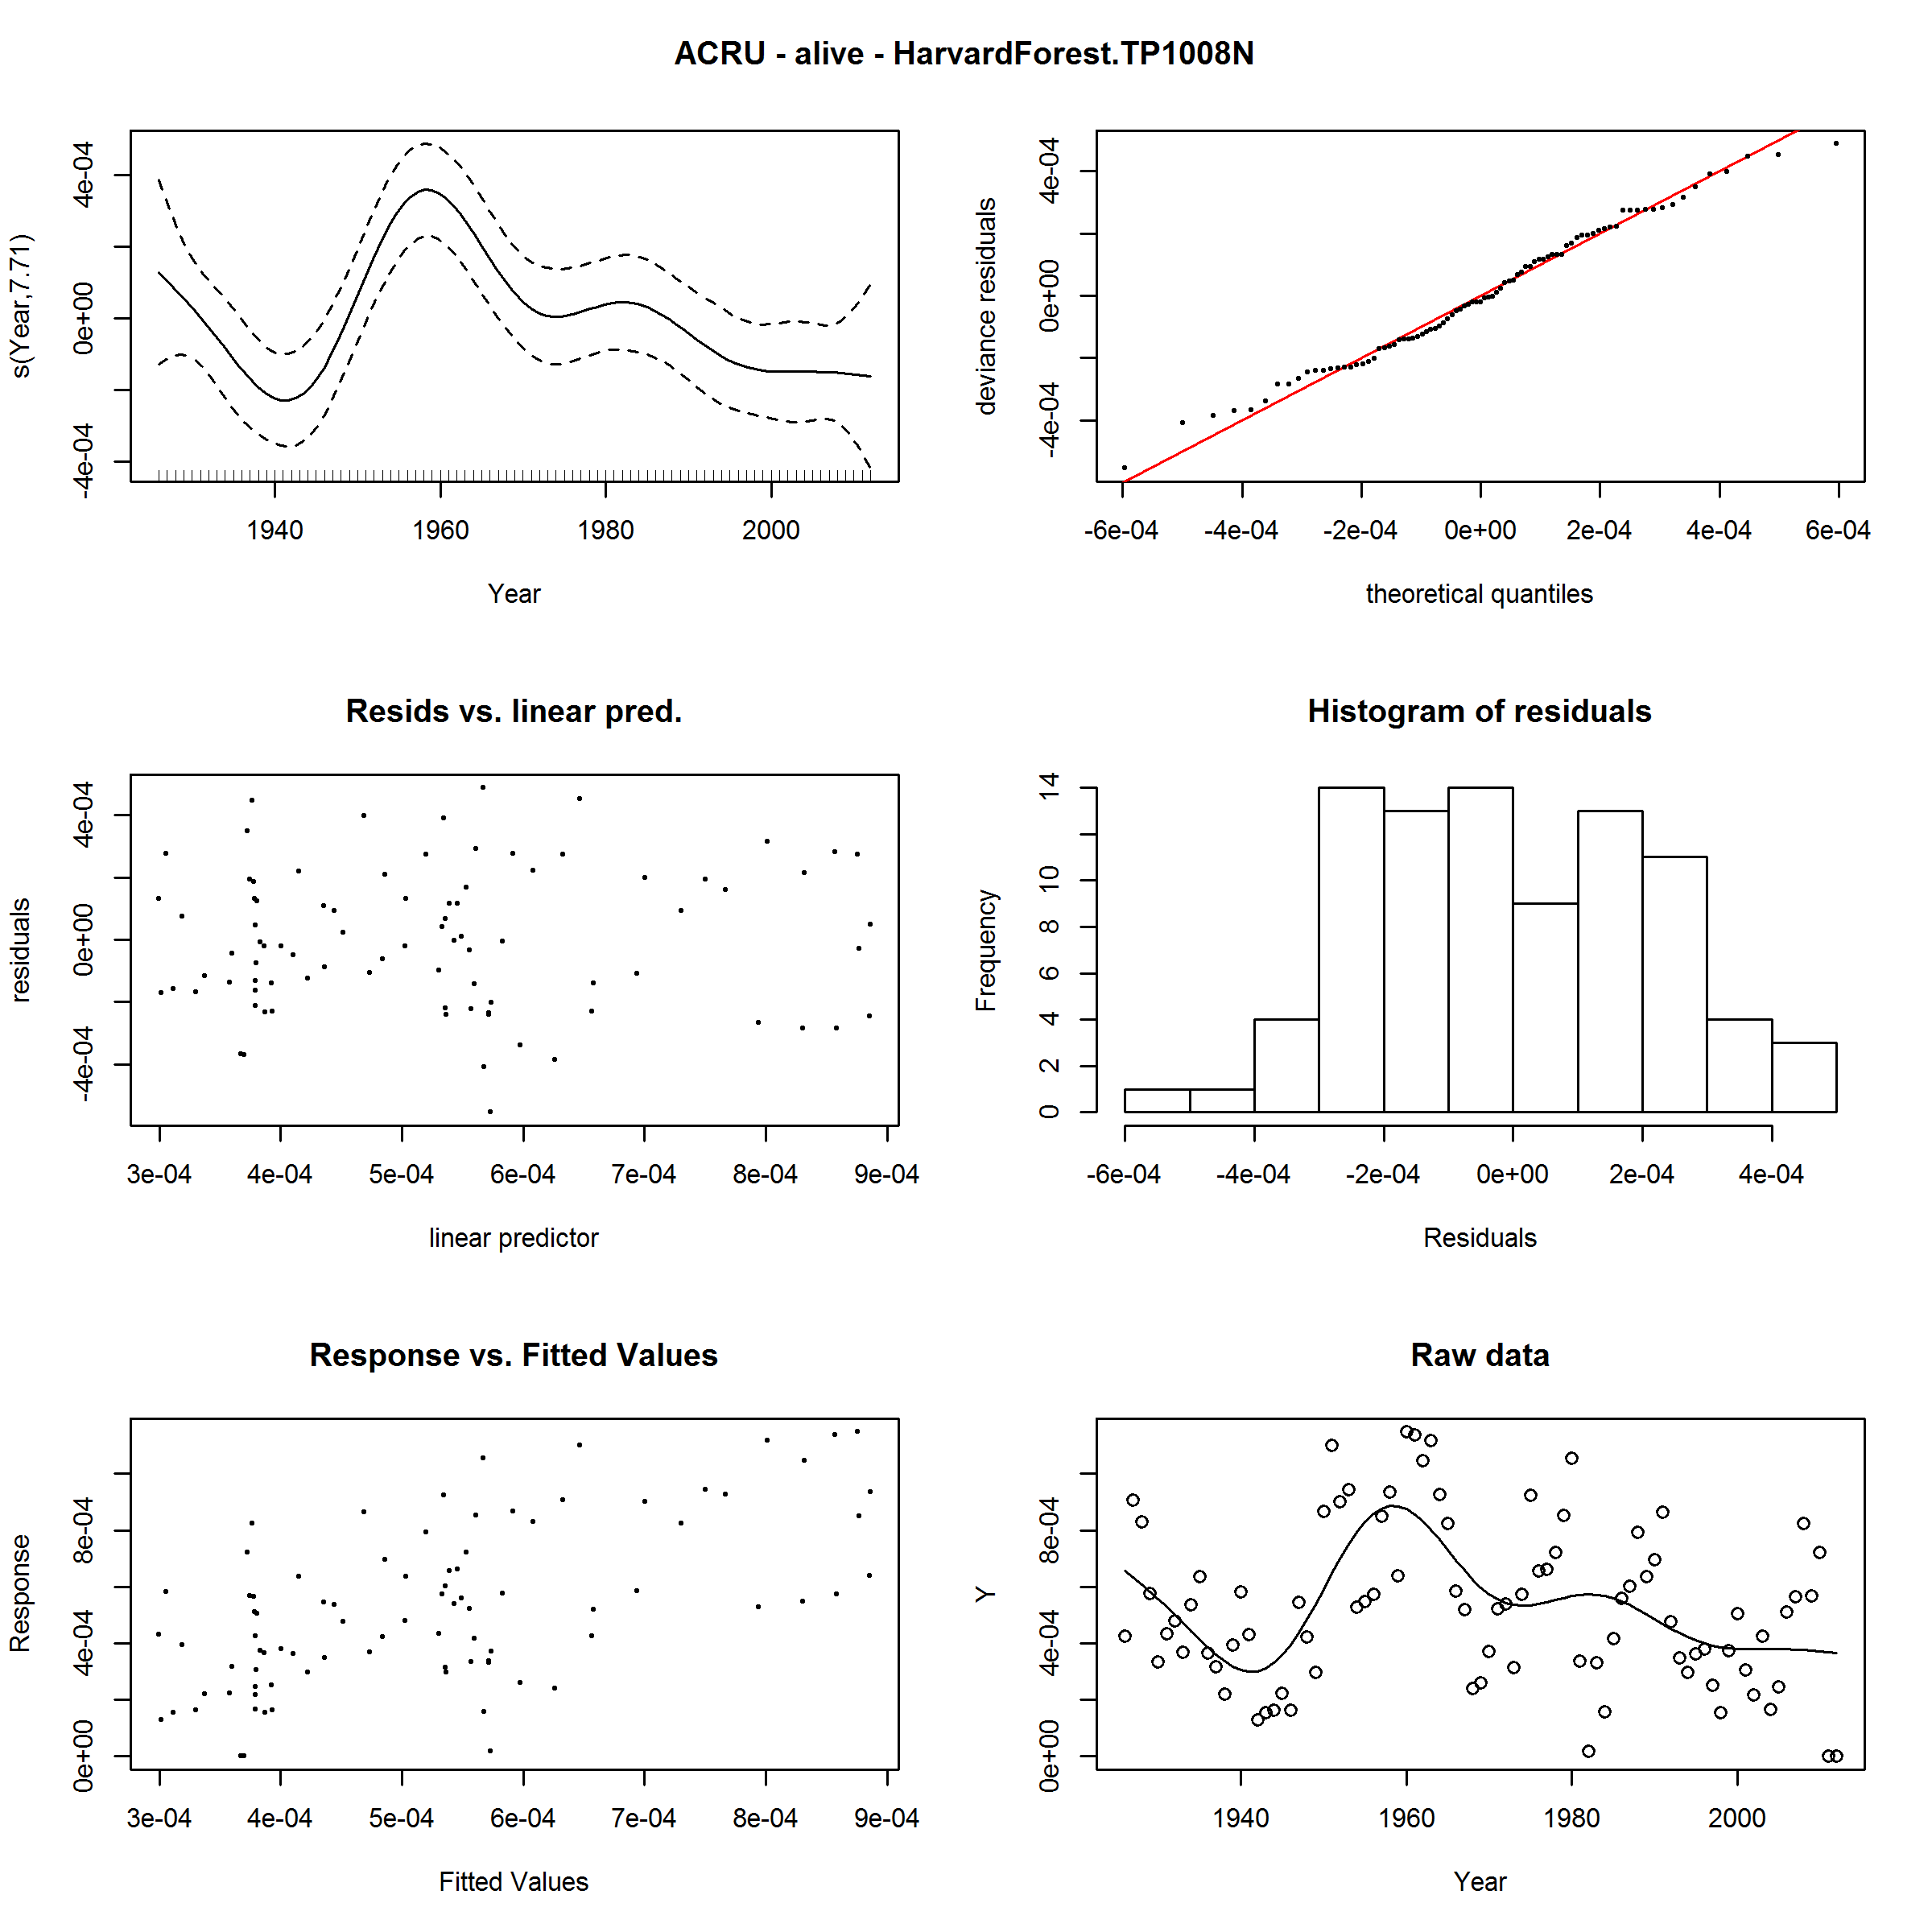 ACRU - alive - HarvardForest.TP1008N
s(Year,7.71)
-4e-04 0e+00 4e-04
1940 1960 1980 2000
Year
deviance residuals
-4e-04 0e+00 4e-04
-6e-04 -4e-04 -2e-04 0e+00 2e-04 4e-04 6e-04
theoretical quantiles
Resids vs. linear pred.
residuals
-4e-04 0e+00 4e-04
3e-04 4e-04 5e-04 6e-04 7e-04 8e-04 9e-04
linear predictor
Histogram of residuals
Frequency
0 2 4 6 8 10 14
-6e-04 -4e-04 -2e-04 0e+00 2e-04 4e-04
Residuals
Response vs. Fitted Values
Response
0e+00 4e-04 8e-04
3e-04 4e-04 5e-04 6e-04 7e-04 8e-04 9e-04
Fitted Values
Raw data
Y
0e+00 4e-04 8e-04
1940 1960 1980 2000
Year